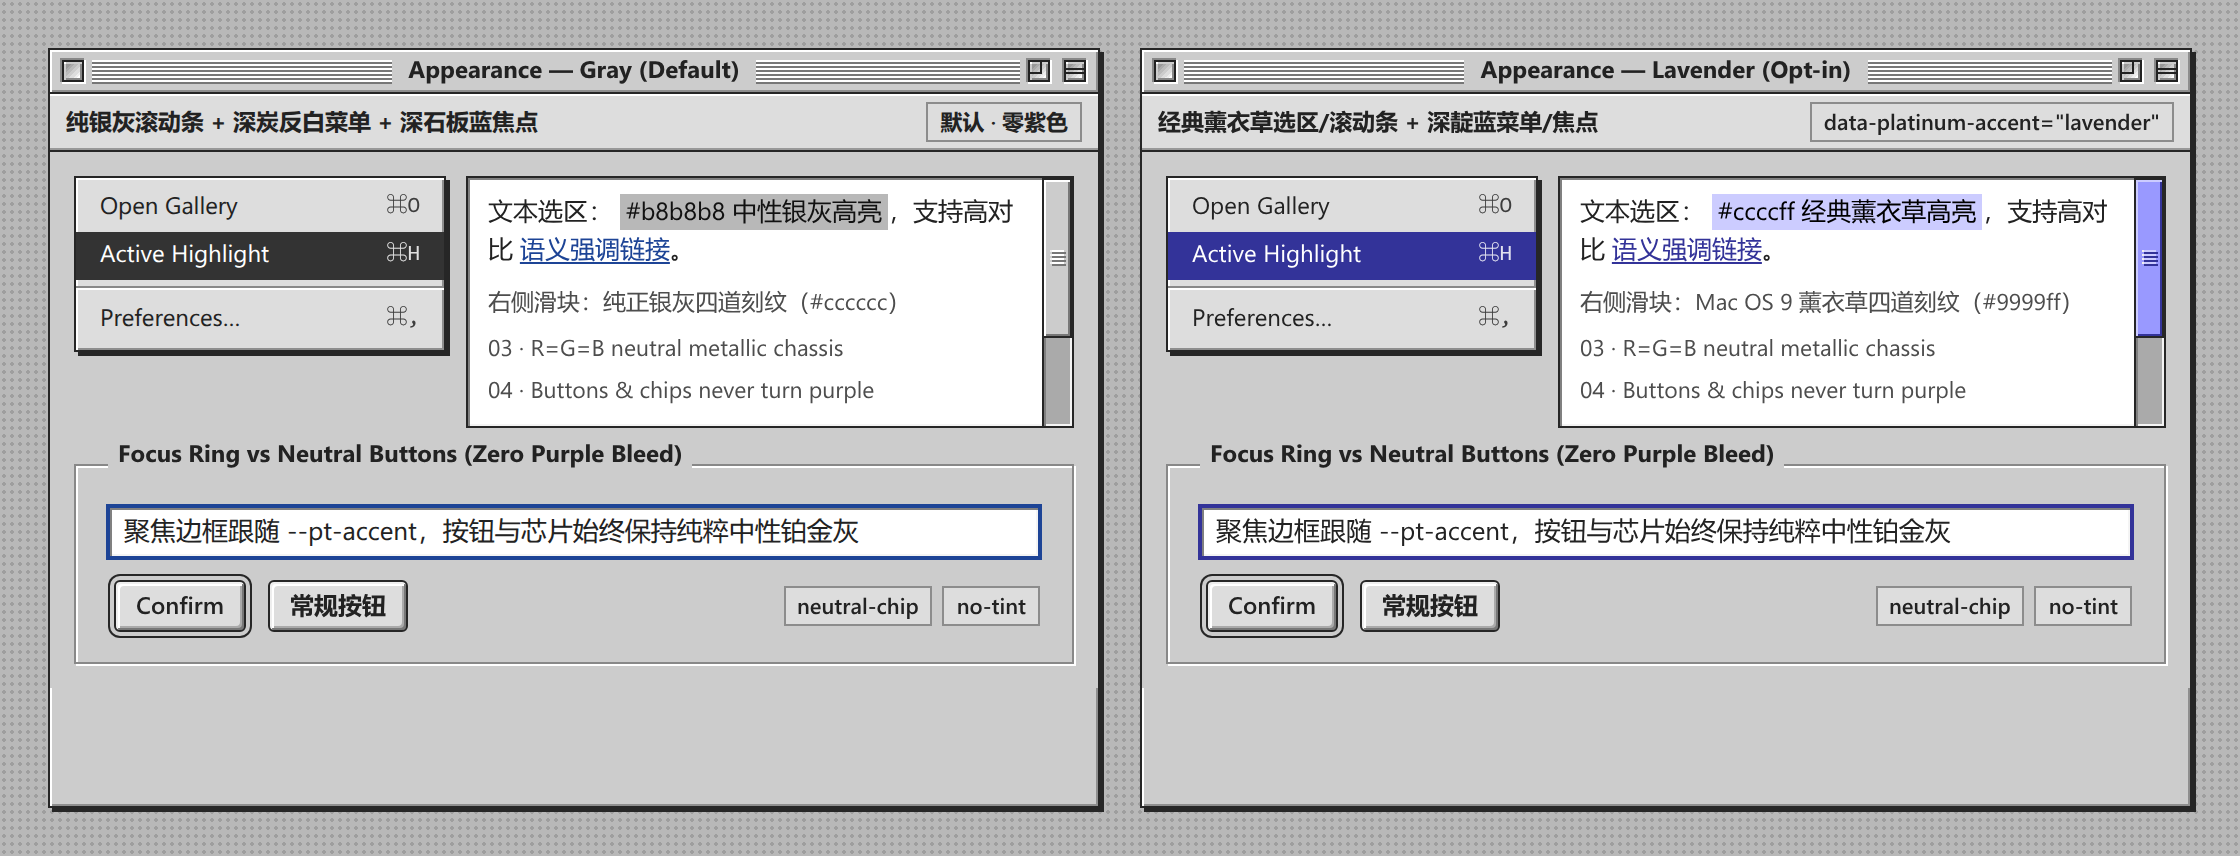 Appearance — Gray (Default)
纯银灰滚动条 + 深炭反白菜单 + 深石板蓝焦点
默认 · 零紫色
Open Gallery ⌘O
Active Highlight ⌘H
Preferences... ⌘,
文本选区： #b8b8b8 中性银灰高亮 ，支持高对
比 语义强调链接。
右侧滑块：纯正银灰四道刻纹（#cccccc）
03 · R=G=B neutral metallic chassis
04 · Buttons & chips never turn purple
Focus Ring vs Neutral Buttons (Zero Purple Bleed)
聚焦边框跟随 --pt-accent，按钮与芯片始终保持纯粹中性铂金灰
Confirm 常规按钮 neutral-chip no-tint
Appearance — Lavender (Opt-in)
经典薰衣草选区/滚动条 + 深靛蓝菜单/焦点
data-platinum-accent="lavender"
Open Gallery ⌘O
Active Highlight ⌘H
Preferences... ⌘,
文本选区： #ccccff 经典薰衣草高亮 ，支持高对
比 语义强调链接。
右侧滑块：Mac OS 9 薰衣草四道刻纹（#9999ff）
03 · R=G=B neutral metallic chassis
04 · Buttons & chips never turn purple
Focus Ring vs Neutral Buttons (Zero Purple Bleed)
聚焦边框跟随 --pt-accent，按钮与芯片始终保持纯粹中性铂金灰
Confirm 常规按钮 neutral-chip no-tint